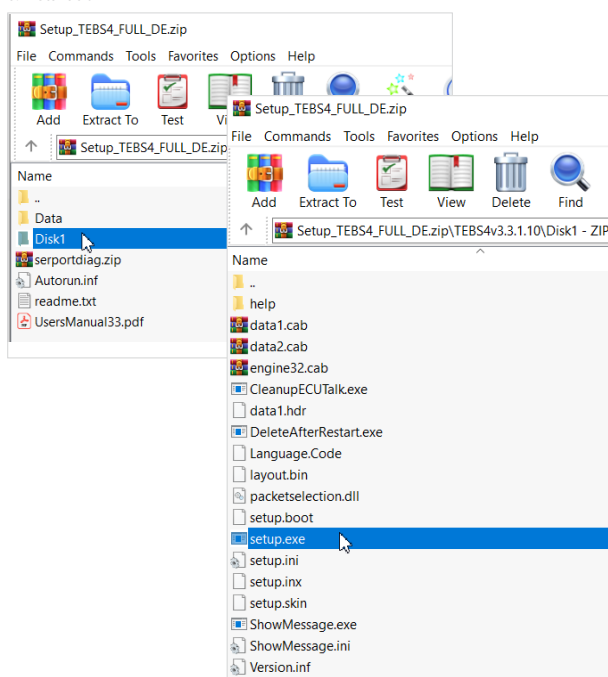 Setup_TEBS4_FULL_DE.zip
File Commands Tools Favorites Options Help
Add Extract To Test
Setup_TEBS4_FULL_DE.zip
Name
..
Data
Disk1
serportdiag.zip
Autorun.inf
readme.txt
UsersManual33.pdf
Setup_TEBS4_FULL_DE.zip
File Commands Tools Favorites Options Help
Add Extract To Test View Delete Find
Setup_TEBS4_FULL_DE.zip\TEBS4v3.3.1.10\Disk1 - ZIP
Name
..
help
data1.cab
data2.cab
engine32.cab
CleanupECUTalk.exe
data1.hdr
DeleteAfterRestart.exe
Language.Code
layout.bin
packetselection.dll
setup.boot
setup.exe
setup.ini
setup.inx
setup.skin
ShowMessage.exe
ShowMessage.ini
Version.inf